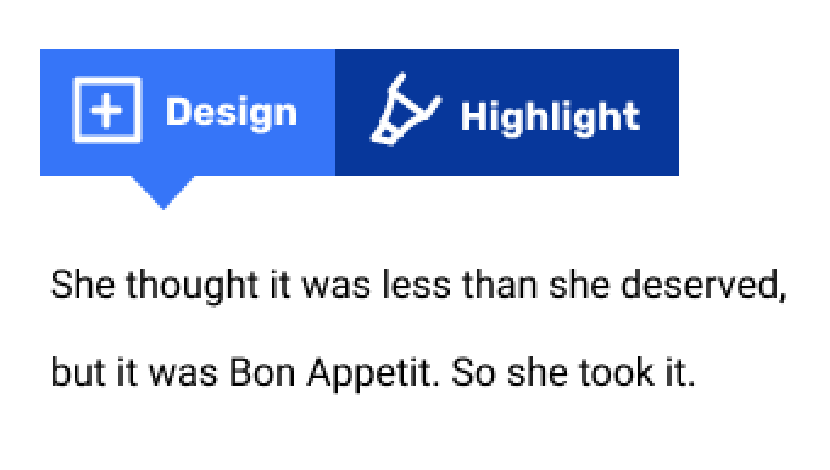 Design Highlight
She thought it was less than she deserved,
but it was Bon Appetit. So she took it.